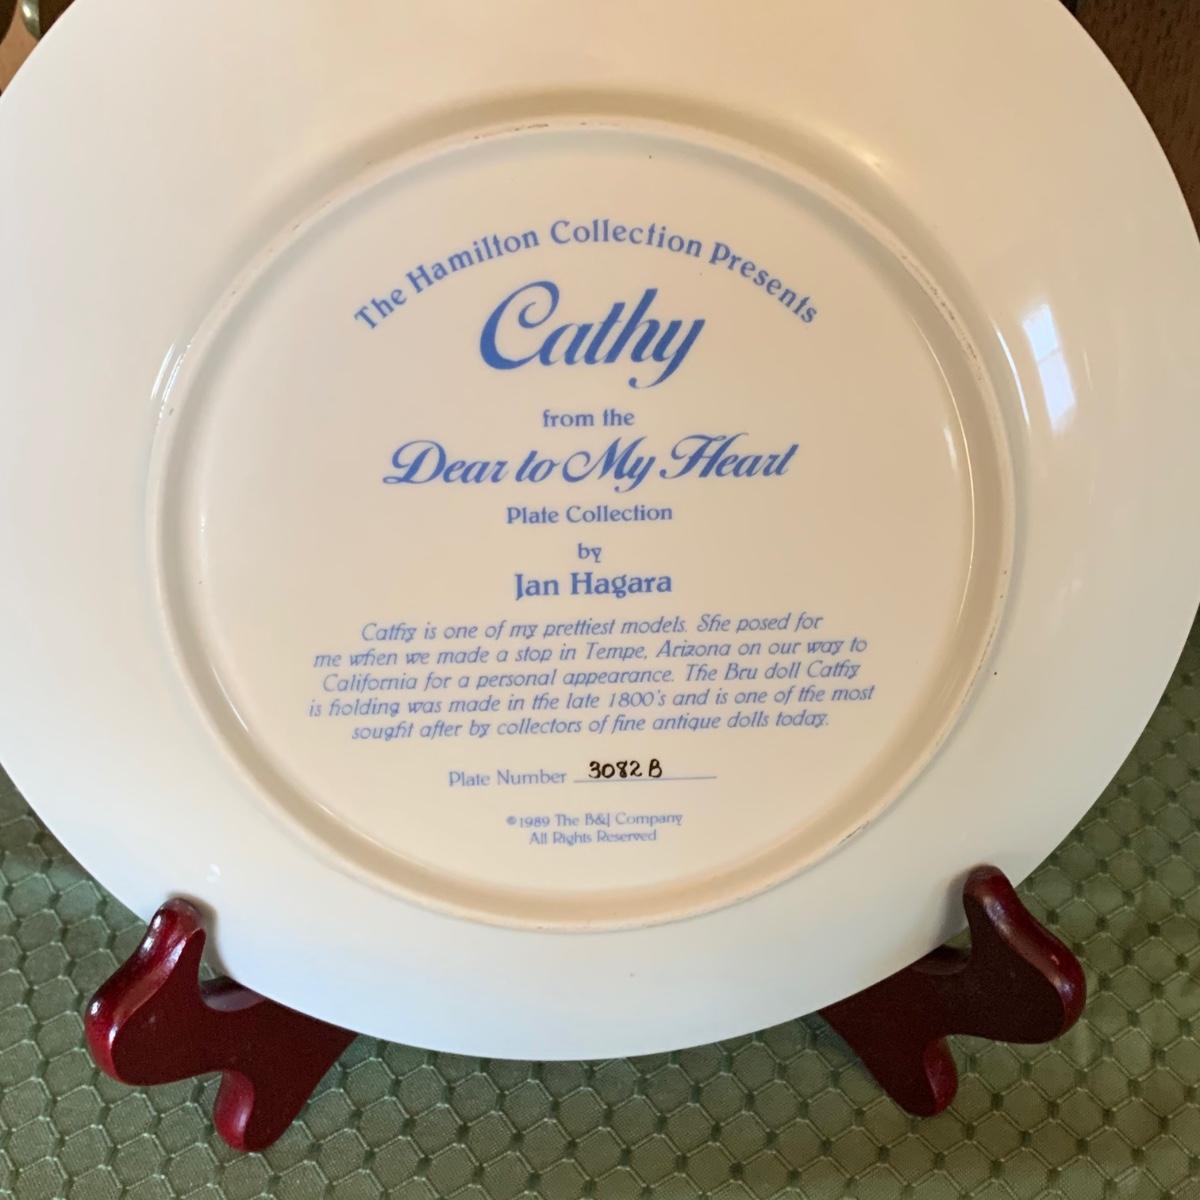 The Hamilton Collection Presents
Cathy
from the
Dear to My Heart
Plate Collection
by
Jan Hagara
Cathy is one of my prettiest models. She posed for
me when we made a stop in Tempe, Arizona on our way to
California for a personal appearance. The Bru doll Cathy
is holding was made in the late 1800's and is one of the most
sought after by collectors of fine antique dolls today.
Plate Number 3082 B
©1989 The B&J Company
All Rights Reserved